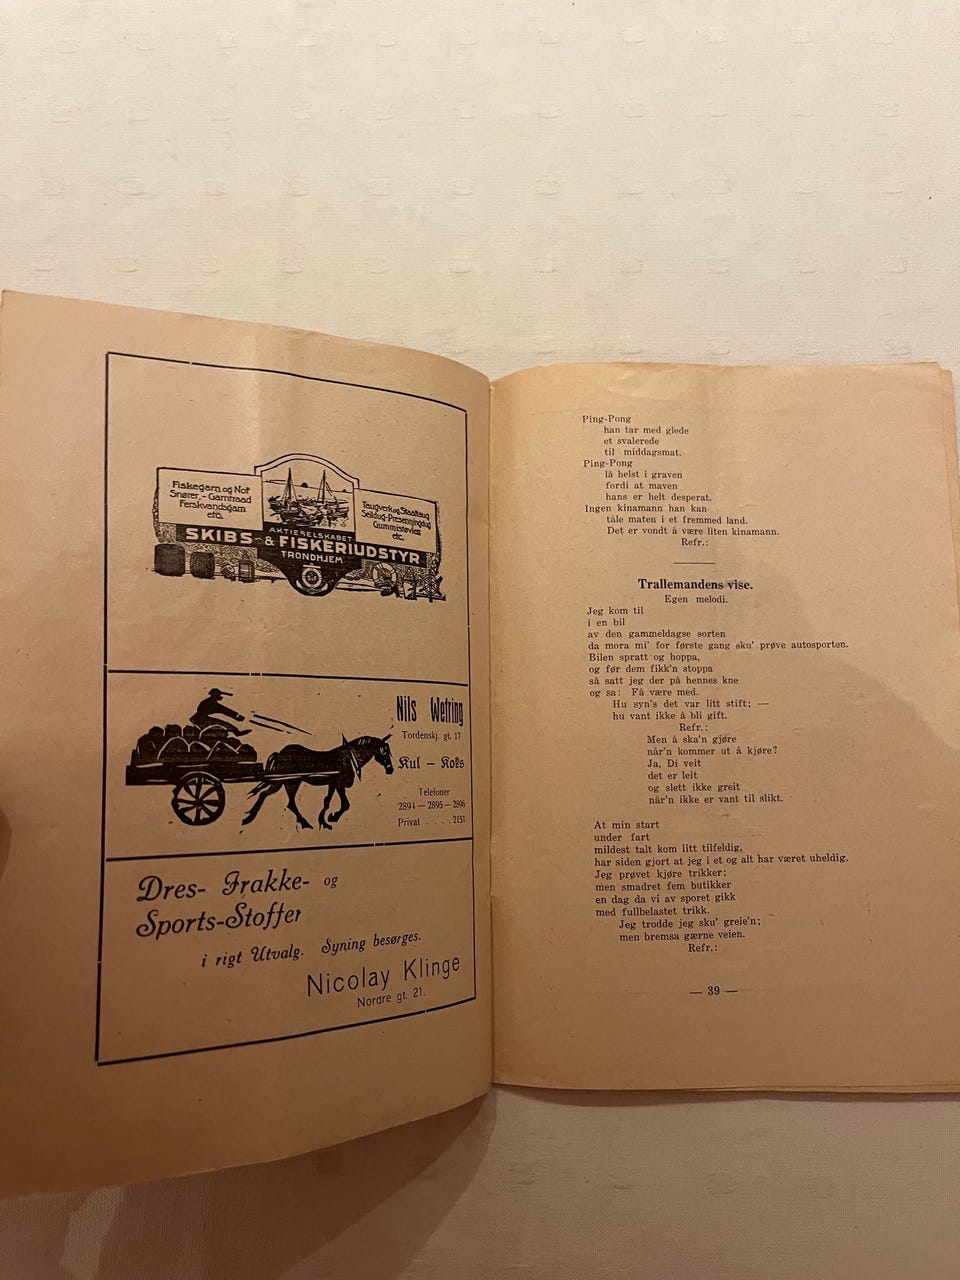 Fiskegarn og Not
Snører,- Garntraad
Ferskvandsgarn
etc.
Taugverk og Staaltaug
Seildug-Presenningdug
Gummistøvler
etc.
AKTIESELSKABET
SKIBS- & FISKERIUDSTYR
TRONDHJEM
Nils Wefring
Tordenskj. gt. 17
Kul – Koks
Telefoner
2894 — 2895 — 2896
Privat . . . . 2151
Dres- Frakke- og
Sports-Stoffer
i rigt Utvalg. Syning besørges.
Nicolay Klinge
Nordre gt. 21.
Ping-Pong
han tar med glede
et svalerede
til middagsmat.
Ping-Pong
lå helst i graven
fordi at maven
hans er helt desperat.
Ingen kinamann han kan
tåle maten i et fremmed land.
Det er vondt å være liten kinamann.
Refr.:
Trallemandens vise.
Egen melodi.
Jeg kom til
i en bil
av den gammeldagse sorten
da mora mi' for første gang sku' prøve autosporten.
Bilen spratt og hoppa,
og før dem fikk'n stoppa
så satt jeg der på hennes kne
og sa: Få være med.
Hu syn's det var litt stift; —
hu vant ikke å bli gift.
Refr.:
Men å ska'n gjøre
når'n kommer ut å kjøre?
Ja, Di veit
det er leit
og slett ikke greit
når'n ikke er vant til slikt.
At min start
under fart
mildest talt kom litt tilfeldig,
har siden gjort at jeg i et og alt har været uheldig.
Jeg prøvet kjøre trikker;
men smadret fem butikker
en dag da vi av sporet gikk
med fullbelastet trikk.
Jeg trodde jeg sku' greie'n;
men bremsa gærne veien.
Refr.:
— 39 —